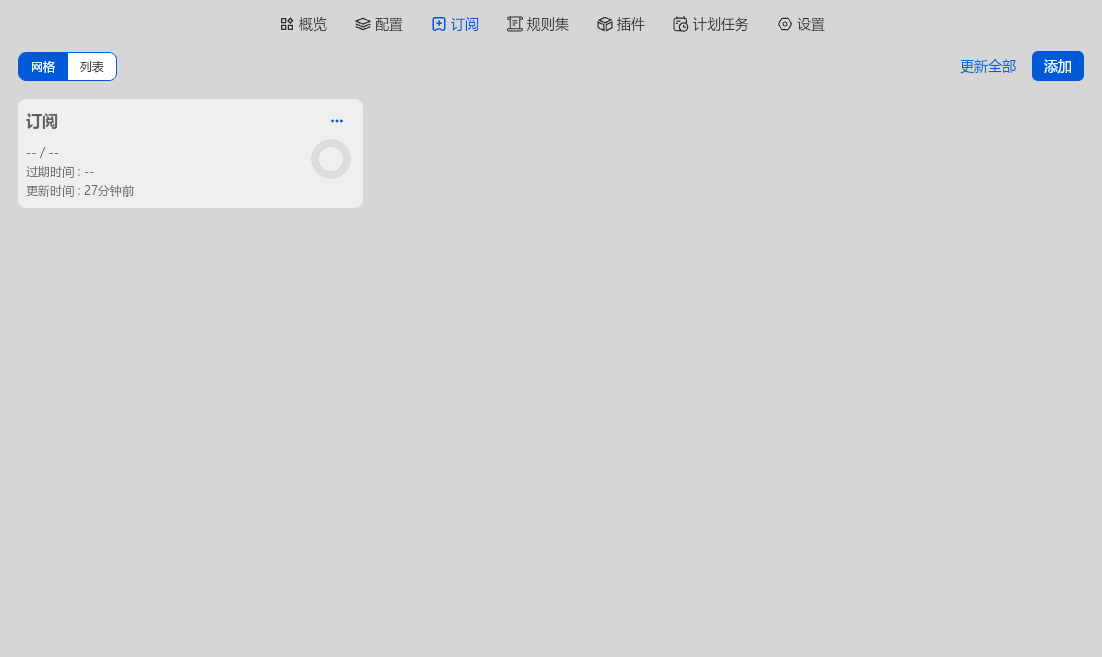 概览 配置 订阅 规则集 插件 计划任务 设置
网格 列表 更新全部 添加
订阅
-- / --
过期时间 : --
更新时间 : 27分钟前